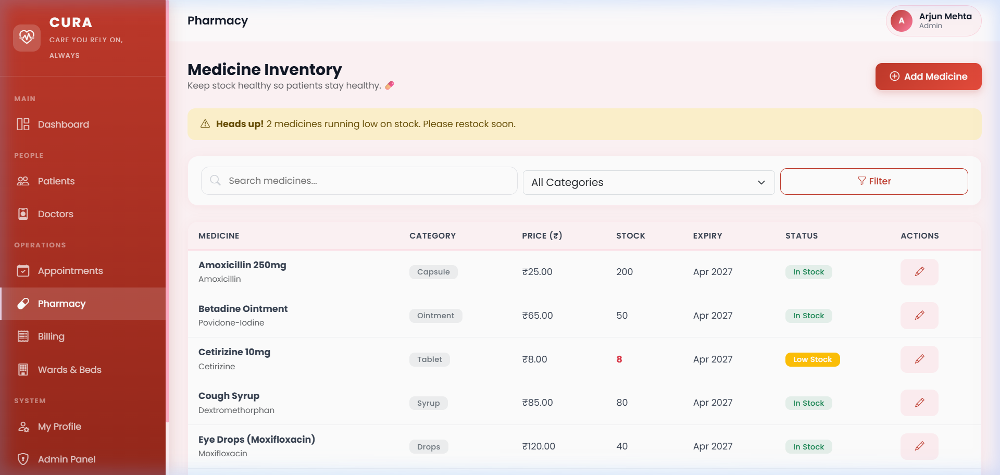 CURA
CARE YOU RELY ON,
ALWAYS
MAIN
Dashboard
PEOPLE
Patients
Doctors
OPERATIONS
Appointments
Pharmacy
Billing
Wards & Beds
SYSTEM
My Profile
Admin Panel
Pharmacy
A
Arjun Mehta
Admin
Medicine Inventory
Keep stock healthy so patients stay healthy.
Add Medicine
Heads up! 2 medicines running low on stock. Please restock soon.
Search medicines...
All Categories
Filter
MEDICINE CATEGORY PRICE (₹) STOCK EXPIRY STATUS ACTIONS
Amoxicillin 250mg
Amoxicillin
Capsule ₹25.00 200 Apr 2027 In Stock
Betadine Ointment
Povidone-Iodine
Ointment ₹65.00 50 Apr 2027 In Stock
Cetirizine 10mg
Cetirizine
Tablet ₹8.00 8 Apr 2027 Low Stock
Cough Syrup
Dextromethorphan
Syrup ₹85.00 80 Apr 2027 In Stock
Eye Drops (Moxifloxacin)
Moxifloxacin
Drops ₹120.00 40 Apr 2027 In Stock